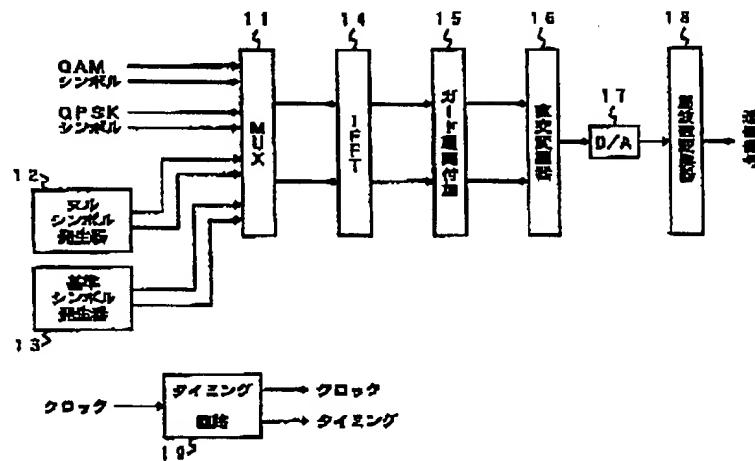 11
14
15
16
17
18
QAM
シンボル
QPSK
シンボル
MUX
IFFT
ガード期間付加
直交変調器
D/A
周波数変換器
12
ヌル
シンボル
発生器
基準
シンボル
発生器
13
クロック
タイミング
回路
クロック
タイミング
19